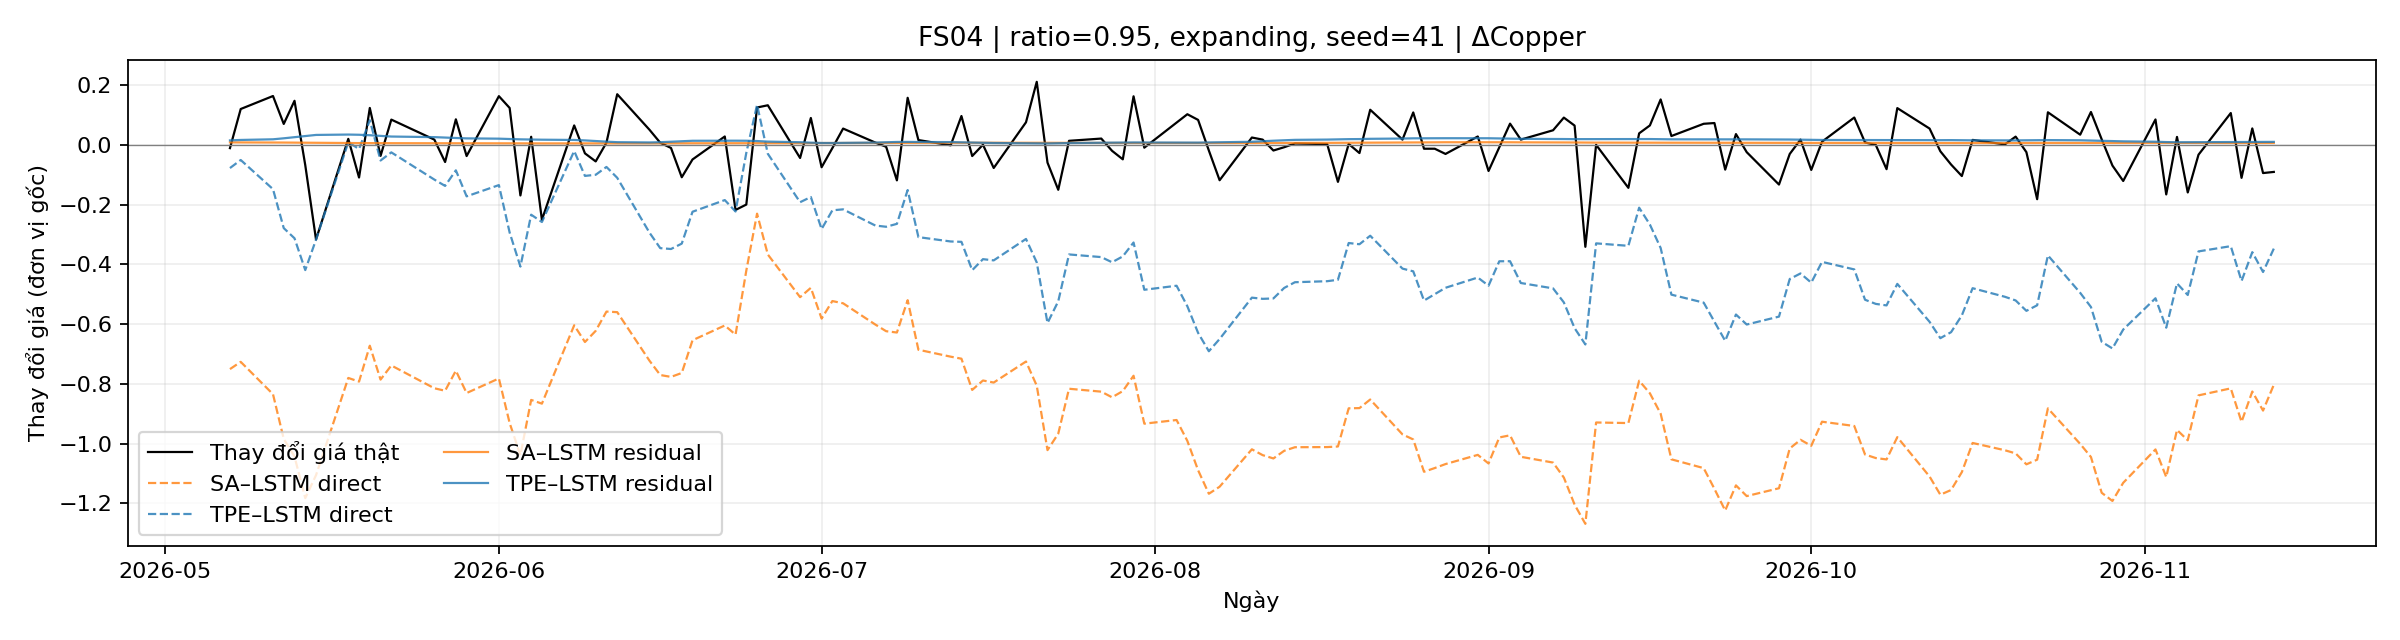 FS04 | ratio=0.95, expanding, seed=41 | ΔCopper
Thay đổi giá (đơn vị gốc)
0.2
0.0
−0.2
−0.4
−0.6
−0.8
−1.0
−1.2
Thay đổi giá thật
SA–LSTM direct
TPE–LSTM direct
SA–LSTM residual
TPE–LSTM residual
2026-05
2026-06
2026-07
2026-08
2026-09
2026-10
2026-11
Ngày